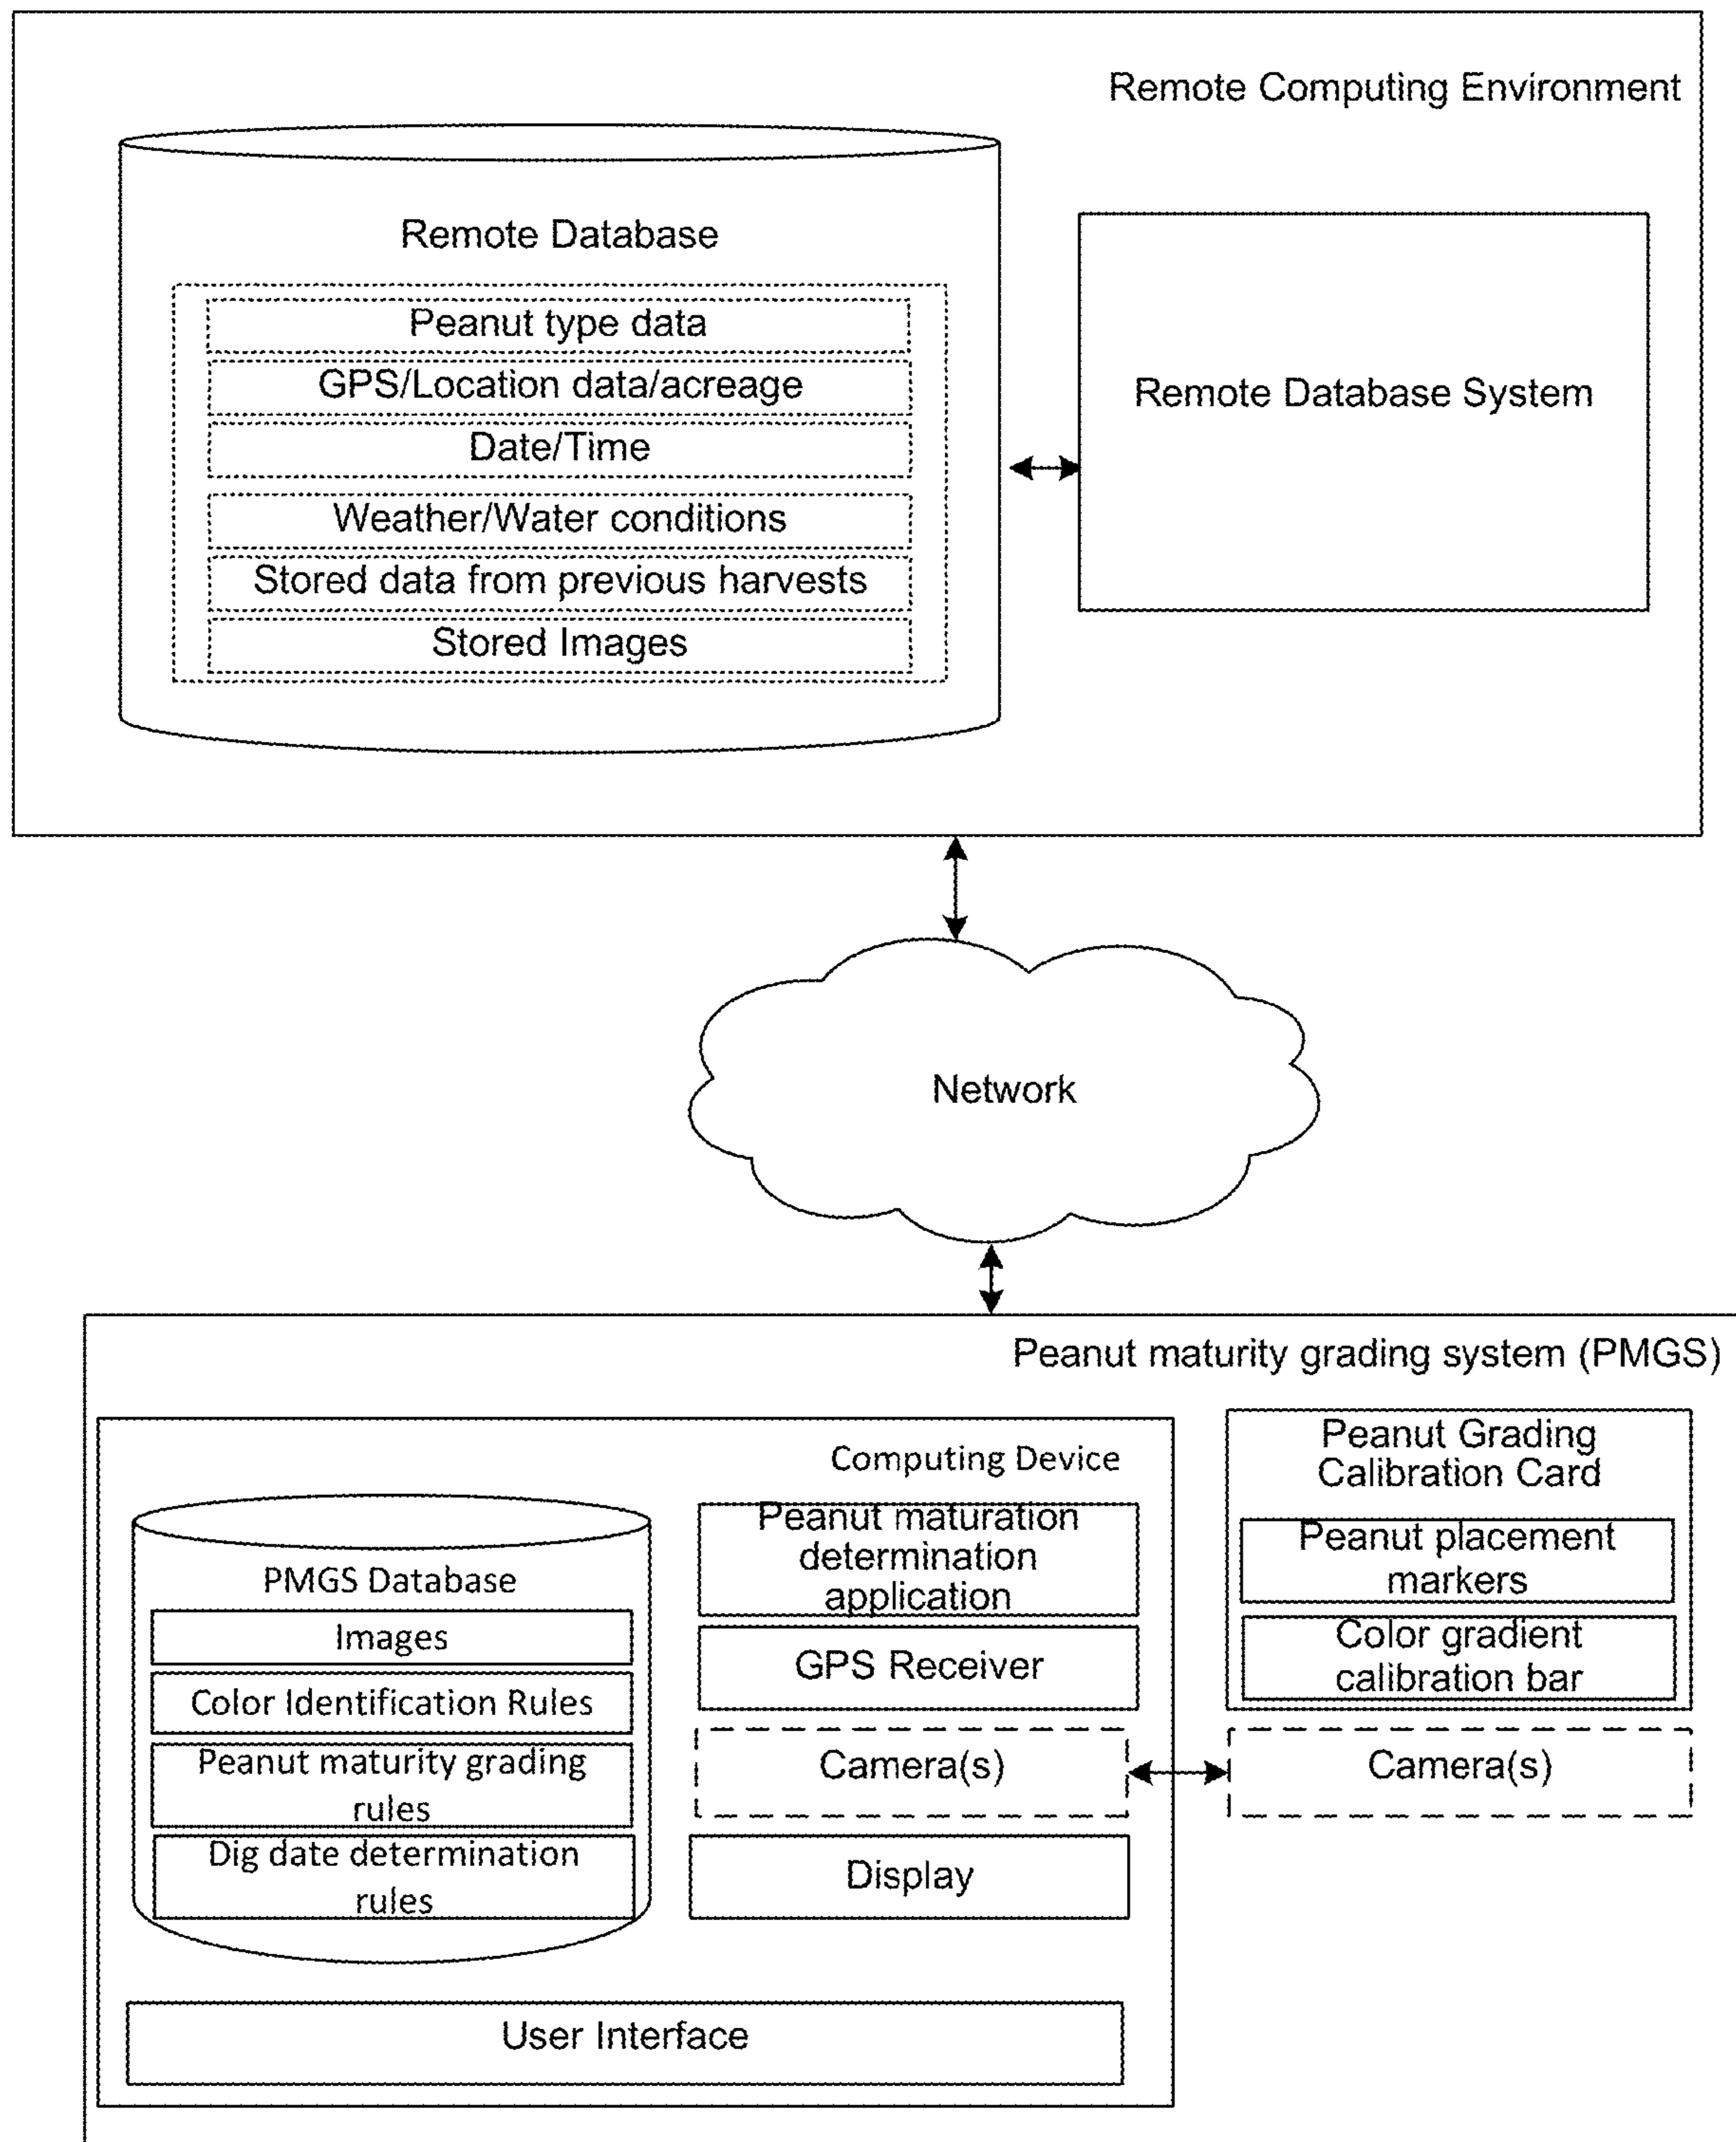 Remote Computing Environment
Remote Database
Peanut type data
GPS/Location data/acreage
Date/Time
Weather/Water conditions
Stored data from previous harvests
Stored Images
Remote Database System
Network
Peanut maturity grading system (PMGS)
Computing Device
PMGS Database
Images
Color Identification Rules
Peanut maturity grading
rules
Dig date determination
rules
Peanut maturation
determination
application
GPS Receiver
Camera(s)
Display
User Interface
Peanut Grading
Calibration Card
Peanut placement
markers
Color gradient
calibration bar
Camera(s)